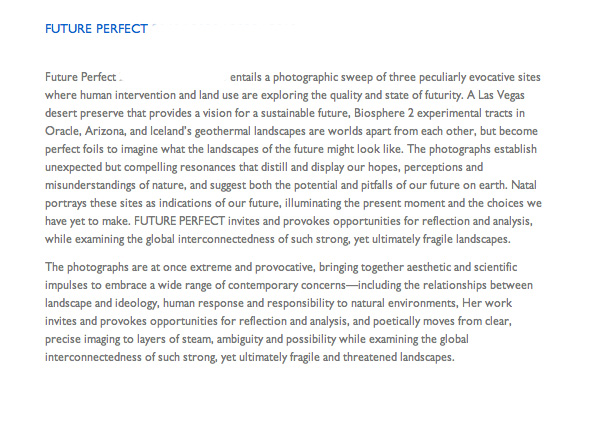 FUTURE PERFECT
Future Perfect entails a photographic sweep of three peculiarly evocative sites
where human intervention and land use are exploring the quality and state of futurity. A Las Vegas
desert preserve that provides a vision for a sustainable future, Biosphere 2 experimental tracts in
Oracle, Arizona, and Iceland's geothermal landscapes are worlds apart from each other, but become
perfect foils to imagine what the landscapes of the future might look like. The photographs establish
unexpected but compelling resonances that distill and display our hopes, perceptions and
misunderstandings of nature, and suggest both the potential and pitfalls of our future on earth. Natal
portrays these sites as indications of our future, illuminating the present moment and the choices we
have yet to make. FUTURE PERFECT invites and provokes opportunities for reflection and analysis,
while examining the global interconnectedness of such strong, yet ultimately fragile landscapes.
The photographs are at once extreme and provocative, bringing together aesthetic and scientific
impulses to embrace a wide range of contemporary concerns—including the relationships between
landscape and ideology, human response and responsibility to natural environments, Her work
invites and provokes opportunities for reflection and analysis, and poetically moves from clear,
precise imaging to layers of steam, ambiguity and possibility while examining the global
interconnectedness of such strong, yet ultimately fragile and threatened landscapes.